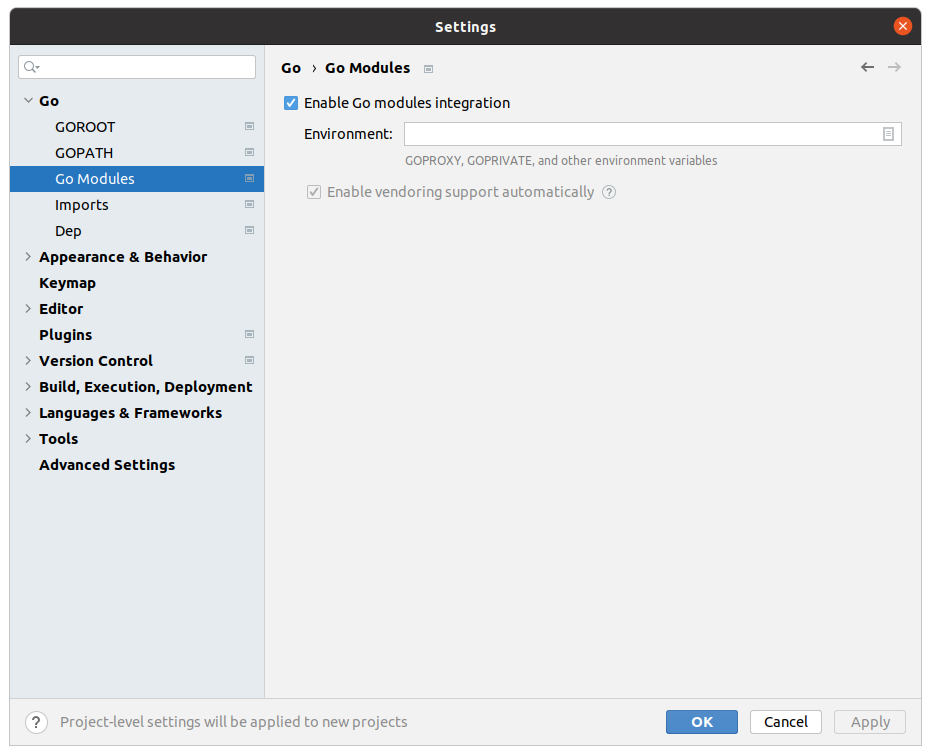 Settings
Go
GOROOT
GOPATH
Go Modules
Imports
Dep
Appearance & Behavior
Keymap
Editor
Plugins
Version Control
Build, Execution, Deployment
Languages & Frameworks
Tools
Advanced Settings
Go › Go Modules
Enable Go modules integration
Environment:
GOPROXY, GOPRIVATE, and other environment variables
Enable vendoring support automatically ?
? Project-level settings will be applied to new projects
OK Cancel Apply